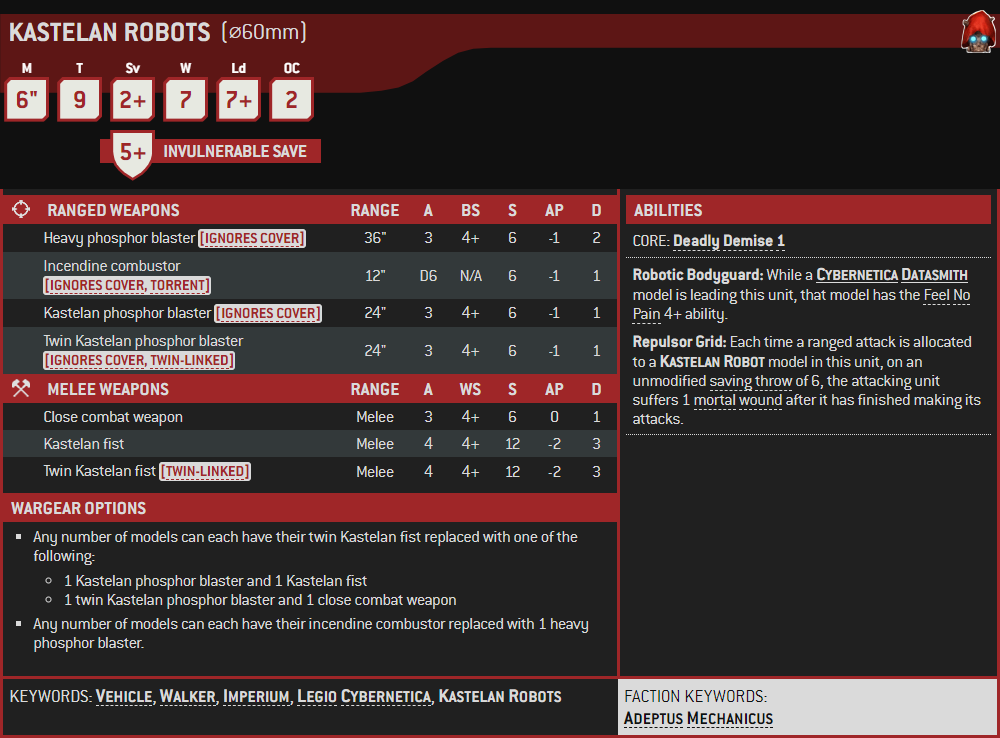 KASTELAN ROBOTS (⌀60mm)
M T Sv W Ld OC
6" 9 2+ 7 7+ 2
5+ INVULNERABLE SAVE
RANGED WEAPONS RANGE A BS S AP D
Heavy phosphor blaster [IGNORES COVER] 36" 3 4+ 6 -1 2
Incendine combustor
[IGNORES COVER, TORRENT] 12" D6 N/A 6 -1 1
Kastelan phosphor blaster [IGNORES COVER] 24" 3 4+ 6 -1 1
Twin Kastelan phosphor blaster
[IGNORES COVER, TWIN-LINKED] 24" 3 4+ 6 -1 1
MELEE WEAPONS RANGE A WS S AP D
Close combat weapon Melee 3 4+ 6 0 1
Kastelan fist Melee 4 4+ 12 -2 3
Twin Kastelan fist [TWIN-LINKED] Melee 4 4+ 12 -2 3
WARGEAR OPTIONS
▪ Any number of models can each have their twin Kastelan fist replaced with one of the
following:
○ 1 Kastelan phosphor blaster and 1 Kastelan fist
○ 1 twin Kastelan phosphor blaster and 1 close combat weapon
▪ Any number of models can each have their incendine combustor replaced with 1 heavy
phosphor blaster.
ABILITIES
CORE: Deadly Demise 1
Robotic Bodyguard: While a CYBERNETICA DATASMITH
model is leading this unit, that model has the Feel No
Pain 4+ ability.
Repulsor Grid: Each time a ranged attack is allocated
to a KASTELAN ROBOT model in this unit, on an
unmodified saving throw of 6, the attacking unit
suffers 1 mortal wound after it has finished making its
attacks.
KEYWORDS: VEHICLE, WALKER, IMPERIUM, LEGIO CYBERNETICA, KASTELAN ROBOTS
FACTION KEYWORDS:
ADEPTUS MECHANICUS